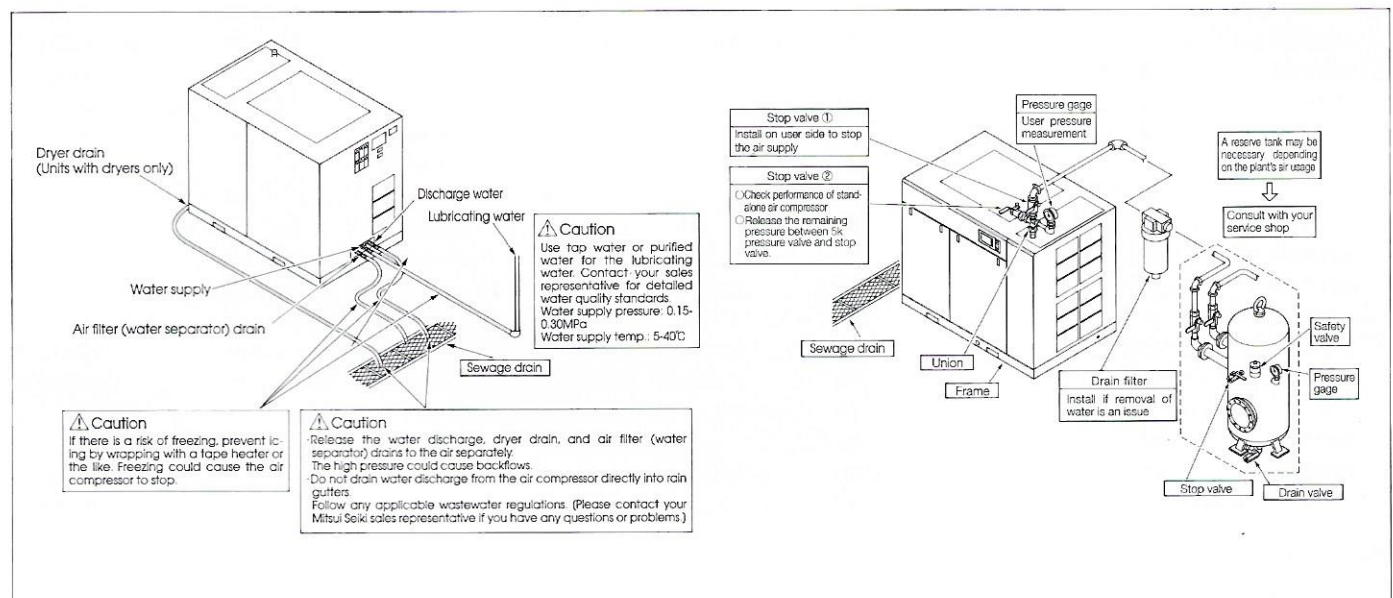 Dryer drain
(Units with dryers only)
Discharge water
Lubricating water
Water supply
Air filter (water separator) drain
Sewage drain
⚠ Caution
Use tap water or purified
water for the lubricating
water. Contact your sales
representative for detailed
water quality standards.
Water supply pressure: 0.15-
0.30MPa
Water supply temp.: 5-40℃
⚠ Caution
If there is a risk of freezing, prevent ic-
ing by wrapping with a tape heater or
the like. Freezing could cause the air
compressor to stop.
⚠ Caution
·Release the water discharge, dryer drain, and air filter (water
separator) drains to the air separately.
The high pressure could cause backflows.
·Do not drain water discharge from the air compressor directly into rain
gutters.
Follow any applicable wastewater regulations. (Please contact your
Mitsui Seiki sales representative if you have any questions or problems.)
Stop valve ①
Install on user side to stop
the air supply
Stop valve ②
○Check performance of stand-
alone air compressor
○Release the remaining
pressure between 5k
pressure valve and stop
valve.
Pressure gage
User pressure
measurement
A reserve tank may be
necessary depending
on the plant's air usage
Consult with your
service shop
Sewage drain
Union
Frame
Drain filter
Install if removal of
water is an issue
Safety
valve
Pressure
gage
Stop valve
Drain valve